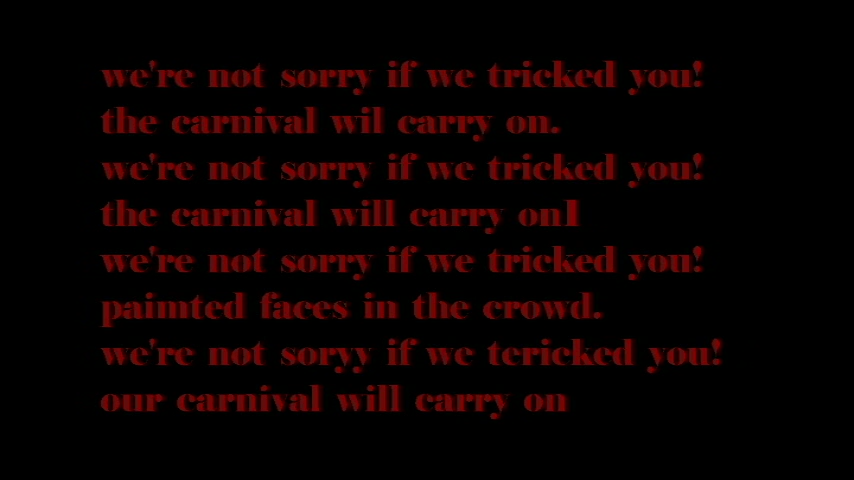 we're not sorry if we tricked you!
the carnival wil carry on.
we're not sorry if we tricked you!
the carnival will carry on1
we're not sorry if we tricked you!
paimted faces in the crowd.
we're not soryy if we tericked you!
our carnival will carry on